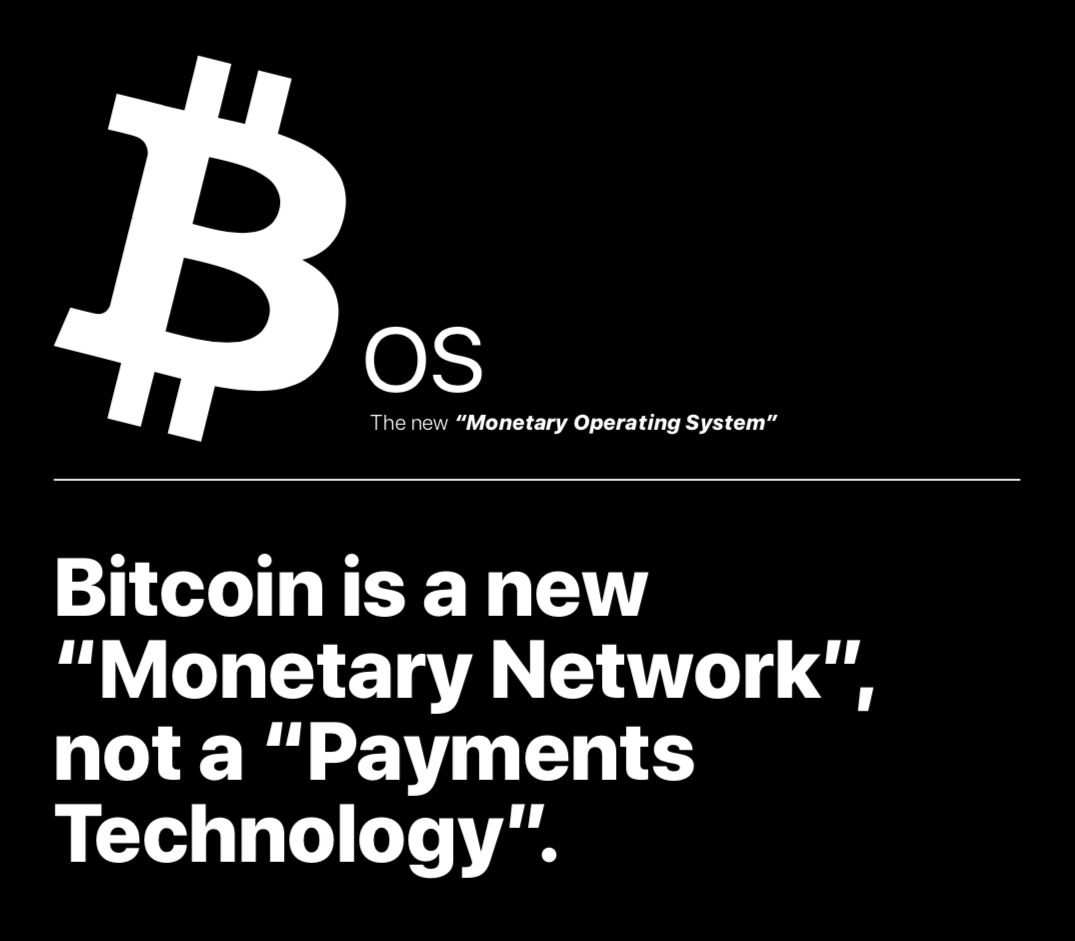 ₿ OS
The new “Monetary Operating System”
Bitcoin is a new
“Monetary Network”,
not a “Payments
Technology”.